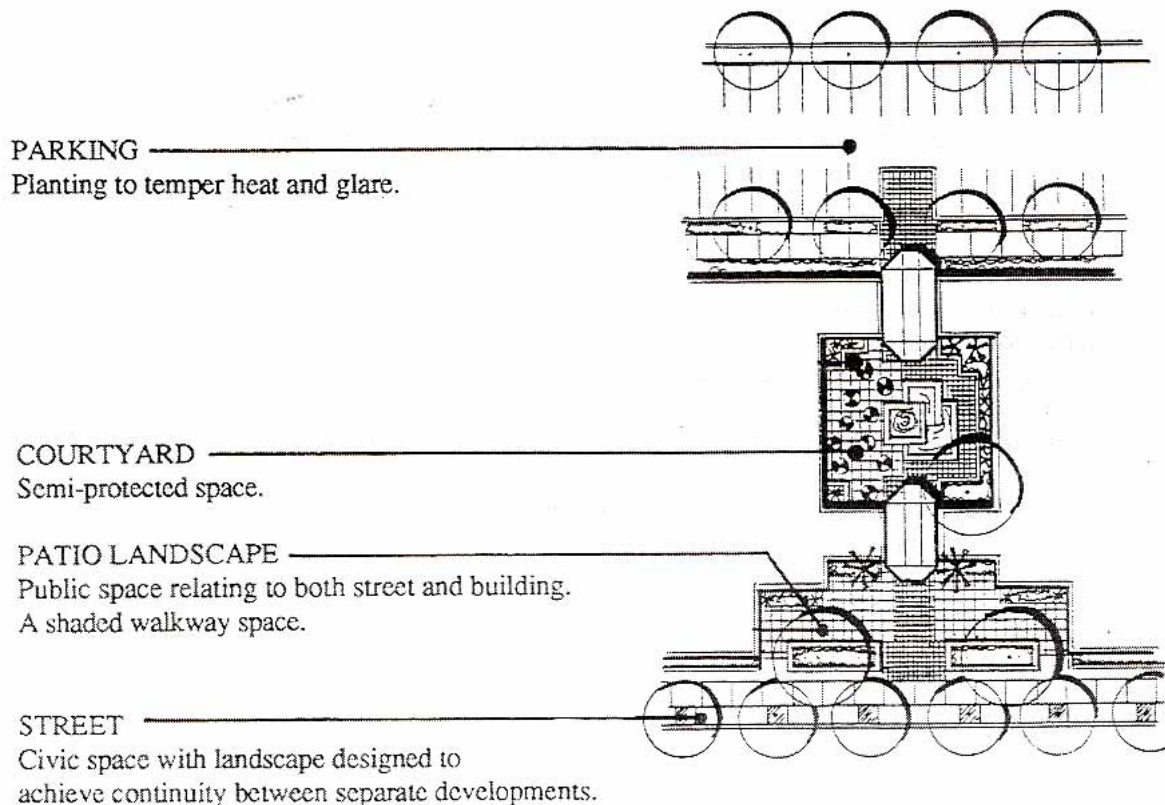 PARKING
Planting to temper heat and glare.
COURTYARD
Semi-protected space.
PATIO LANDSCAPE
Public space relating to both street and building.
A shaded walkway space.
STREET
Civic space with landscape designed to
achieve continuity between separate developments.